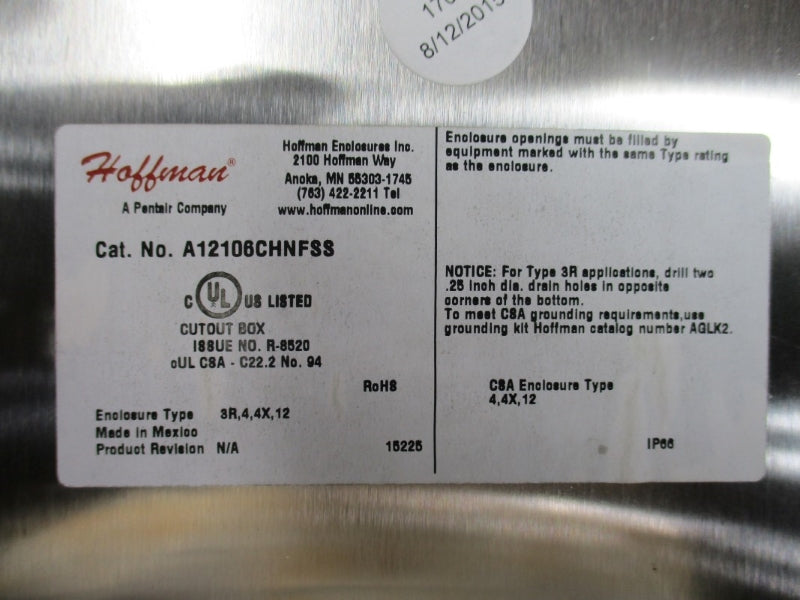 8/12/2015
Hoffman®
A Pentair Company
Hoffman Enclosures Inc.
2100 Hoffman Way
Anoka, MN 55303-1745
(763) 422-2211 Tel
www.hoffmanonline.com
Cat. No. A12106CHNFSS
C UL US LISTED
CUTOUT BOX
ISSUE NO. R-8520
cUL CSA - C22.2 No. 94
RoHS
Enclosure Type 3R,4,4X,12
Made in Mexico
Product Revision N/A 15225
Enclosure openings must be filled by
equipment marked with the same Type rating
as the enclosure.
NOTICE: For Type 3R applications, drill two
.25 inch dia. drain holes in opposite
corners of the bottom.
To meet CSA grounding requirements,use
grounding kit Hoffman catalog number AGLK2.
CSA Enclosure Type
4,4X,12
IP66